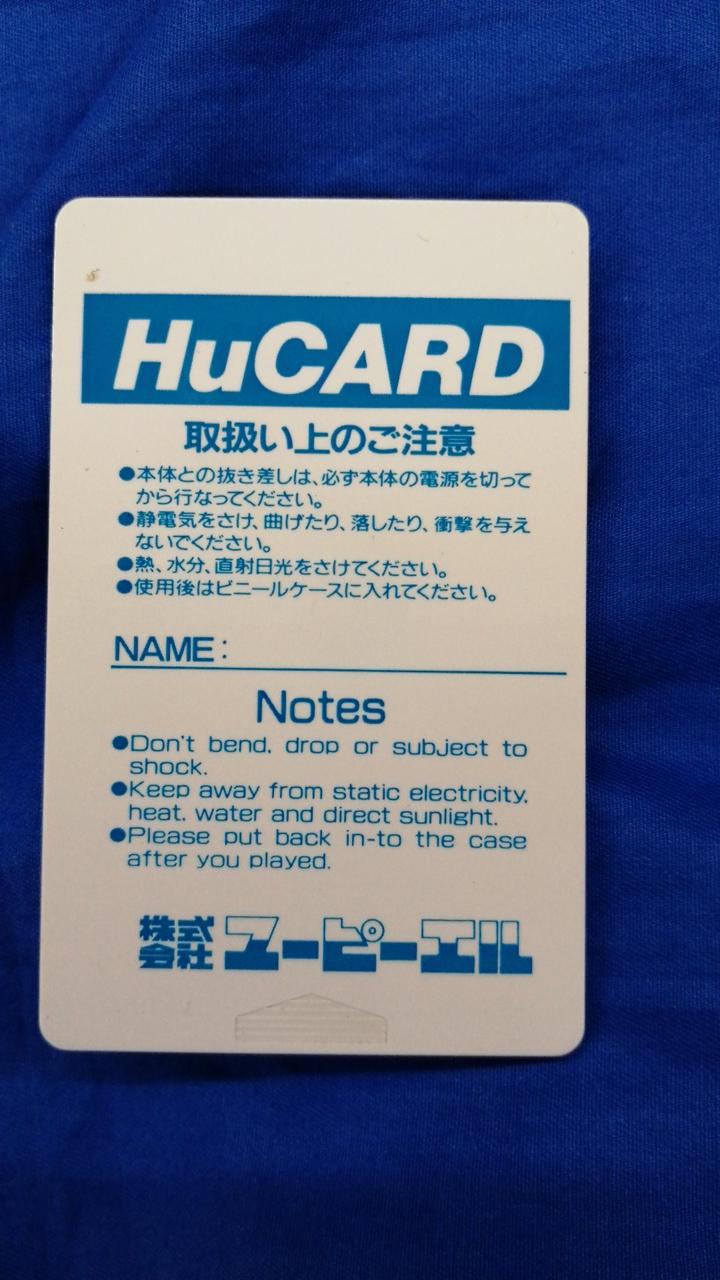 HuCARD
取扱い上のご注意
●本体との抜き差しは、必ず本体の電源を切って
から行なってください。
●静電気をさけ、曲げたり、落したり、衝撃を与え
ないでください。
●熱、水分、直射日光をさけてください。
●使用後はビニールケースに入れてください。
NAME:
Notes
●Don't bend, drop or subject to
shock.
●Keep away from static electricity,
heat, water and direct sunlight.
●Please put back in-to the case
after you played.
株式会社 ユーピーエル